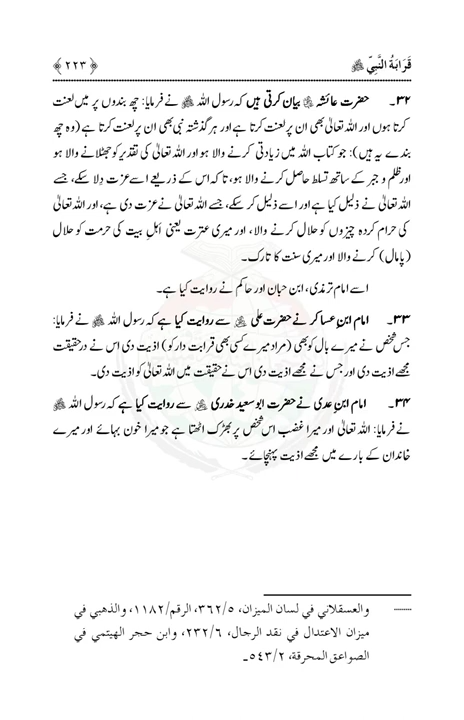 قَرَابَةُ النَّبِيِّ ﷺ
﴿ ٢٢٣ ﴾
٣٢۔ حضرت عائشہ رضی اللہ عنہا بیان کرتی ہیں کہ رسول اللہ ﷺ نے فرمایا: چھ بندوں پر میں لعنت
کرتا ہوں اور اللہ تعالیٰ بھی ان پر لعنت کرتا ہے اور ہر گذشتہ نبی بھی ان پر لعنت کرتا ہے (وہ چھ
بندے یہ ہیں): جو کتاب اللہ میں زیادتی کرنے والا ہو اور اللہ تعالیٰ کی تقدیر کو جھٹلانے والا ہو
اور ظلم و جبر کے ساتھ تسلط حاصل کرنے والا ہو، تاکہ اس کے ذریعے اسے عزت دلا سکے، جسے
اللہ تعالیٰ نے ذلیل کیا ہے اور اسے ذلیل کر سکے، جسے اللہ تعالیٰ نے عزت دی ہے، اور اللہ تعالیٰ
کی حرام کردہ چیزوں کو حلال کرنے والا، اور میری عترت یعنی اَہلِ بیت کی حرمت کو حلال
(پامال) کرنے والا اور میری سنت کا تارک۔
اسے امام ترمذی، ابن حبان اور حاکم نے روایت کیا ہے۔
٣٣۔ امام ابنِ عساکر نے حضرت علی رضی اللہ عنہ سے روایت کیا ہے کہ رسول اللہ ﷺ نے فرمایا:
جس شخص نے میرے بال کو بھی (مراد میرے کسی بھی قرابت دار کو) اذیت دی اس نے درحقیقت
مجھے اذیت دی اور جس نے مجھے اذیت دی اس نے حقیقت میں اللہ تعالیٰ کو اذیت دی۔
٣٤۔ امام ابنِ عدی نے حضرت ابو سعید خدری رضی اللہ عنہ سے روایت کیا ہے کہ رسول اللہ ﷺ
نے فرمایا: اللہ تعالیٰ اور میرا غضب اس شخص پر بھڑک اٹھتا ہے جو میرا خون بہائے اور میرے
خاندان کے بارے میں مجھے اذیت پہنچائے۔
........ والعسقلاني في لسان الميزان، ٥/٣٦٢، الرقم/١١٨٢، والذهبي في
ميزان الاعتدال في نقد الرجال، ٦/٢٣٢، وابن حجر الهيتمي في
الصواعق المحرقة، ٢/٥٤٣۔